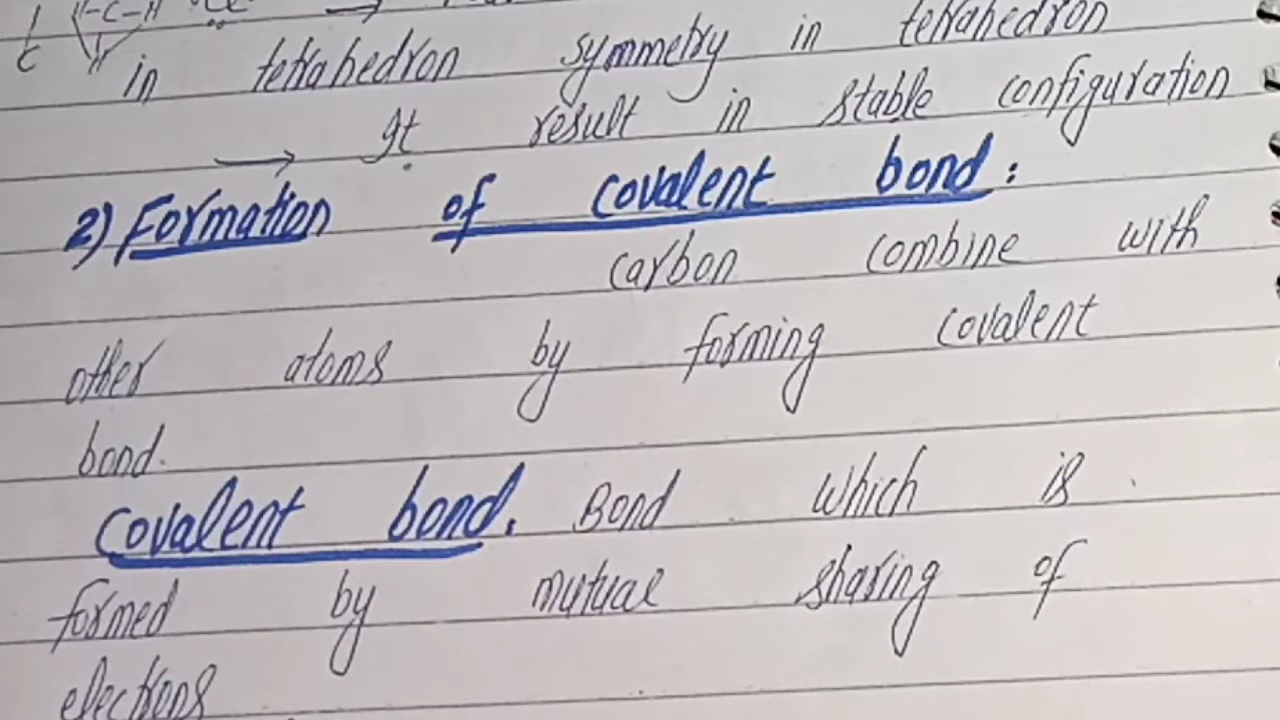 H-C-H
H
in tetrahedron symmetry in tetrahedron
→ It result in stable configuration
2) Formation of covalent bond:
carbon combine with
other atoms by forming covalent
bond.
Covalent bond. Bond which is
formed by mutual sharing of
electrons